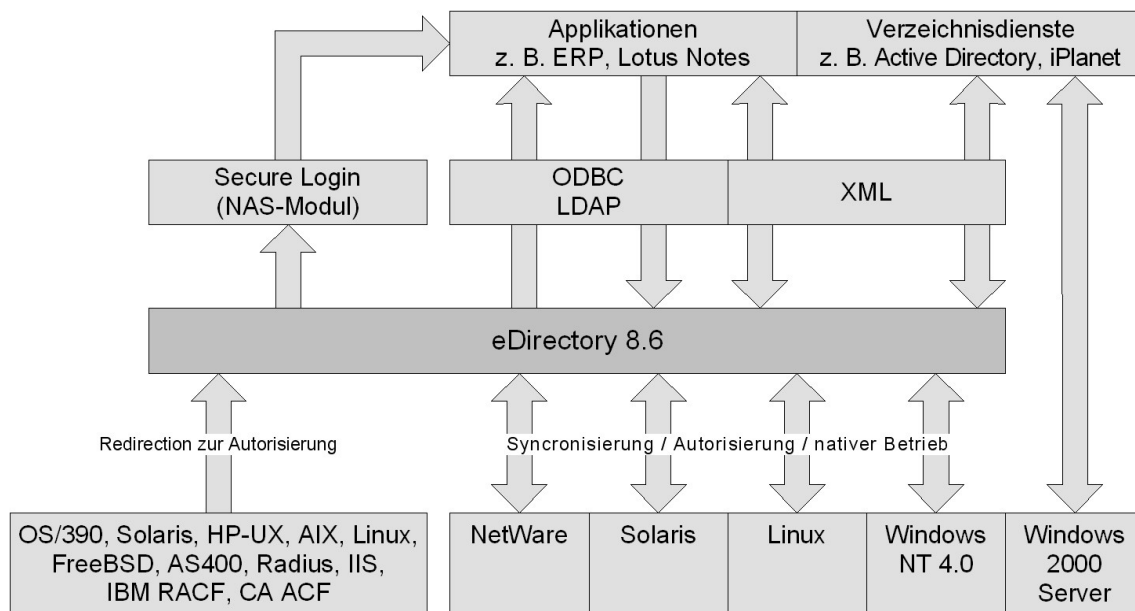 Applikationen
z. B. ERP, Lotus Notes
Verzeichnisdienste
z. B. Active Directory, iPlanet
Secure Login
(NAS-Modul)
ODBC
LDAP
XML
eDirectory 8.6
Redirection zur Autorisierung
Syncronisierung / Autorisierung / nativer Betrieb
OS/390, Solaris, HP-UX, AIX, Linux,
FreeBSD, AS400, Radius, IIS,
IBM RACF, CA ACF
NetWare
Solaris
Linux
Windows
NT 4.0
Windows
2000
Server